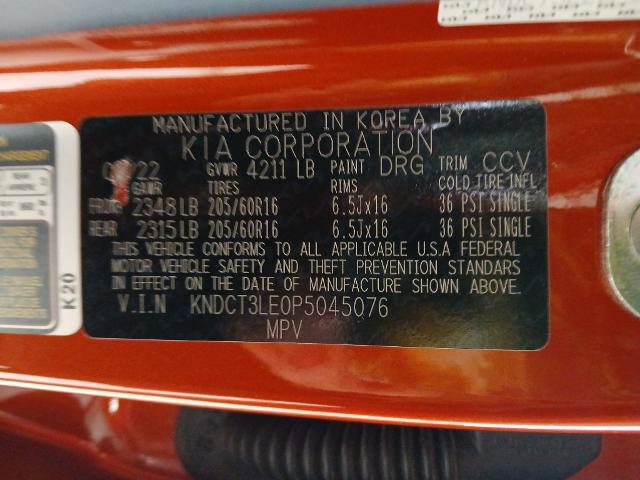 MANUFACTURED IN KOREA BY
KIA CORPORATION
22 GVWR 4211 LB PAINT DRG TRIM CCV
GAWR TIRES RIMS COLD TIRE INFL
2348 LB 205/60R16 6.5Jx16 36 PSI SINGLE
REAR 2315 LB 205/60R16 6.5Jx16 36 PSI SINGLE
THIS VEHICLE CONFORMS TO ALL APPLICABLE U.S.A FEDERAL
MOTOR VEHICLE SAFETY AND THEFT PREVENTION STANDARDS
IN EFFECT ON THE DATE OF MANUFACTURE SHOWN ABOVE.
V.I.N KNDCT3LE0P5045076
MPV
K20